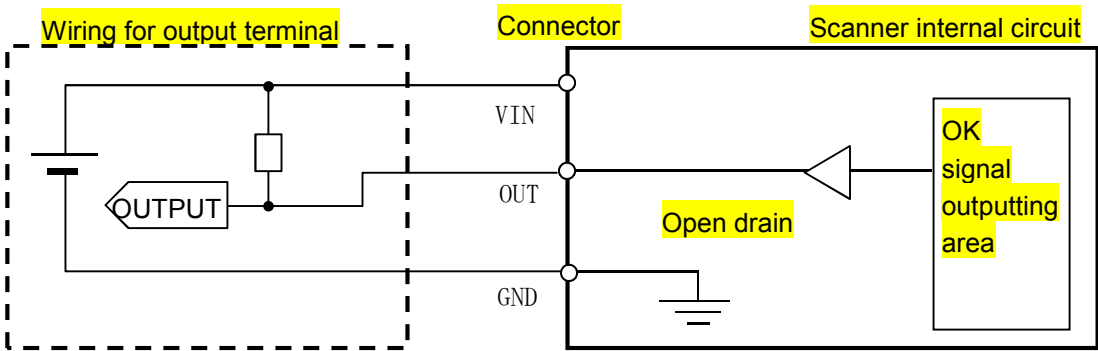 Wiring for output terminal
Connector
Scanner internal circuit
VIN
OK
signal
outputting
area
OUT
OUTPUT
Open drain
GND